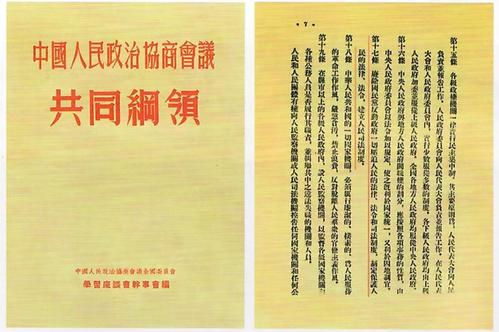 中國人民政治協商會議
共同綱領
中國人民政治協商會議全國委員會
學習座談會幹事會編
· 7 ·
第十五條　各級政權機關一律實行民主集中制。其主要原則為：人民代表大會向人民
負責並報告工作。人民政府委員會向人民代表大會負責並報告工作。在人民代表
大會和人民政府委員會內，實行少數服從多數的制度。各下級人民政府均由上級
人民政府加委並服從上級人民政府。全國各地方人民政府均服從中央人民政府。
第十六條　中央人民政府與地方人民政府間職權的劃分，應按照各項事務的性質，由
中央人民政府委員會以法令加以規定，使之既利於國家統一，又利於因地制宜。
第十七條　廢除國民黨反動政府一切壓迫人民的法律、法令和司法制度，制定保護人
民的法律、法令，建立人民司法制度。
第十八條　中華人民共和國的一切國家機關，必須厲行廉潔的、樸素的、為人民服務
的革命工作作風，嚴懲貪污，禁止浪費，反對脫離人民羣眾的官僚主義作風。
第十九條　在縣市以上的各級人民政府內，設人民監察機關，以監督各級國家機關和
各種公務人員是否履行其職責，並糾舉其中之違法失職的機關和人員。
人民和人民團體有權向人民監察機關或人民司法機關控告任何國家機關和任何公